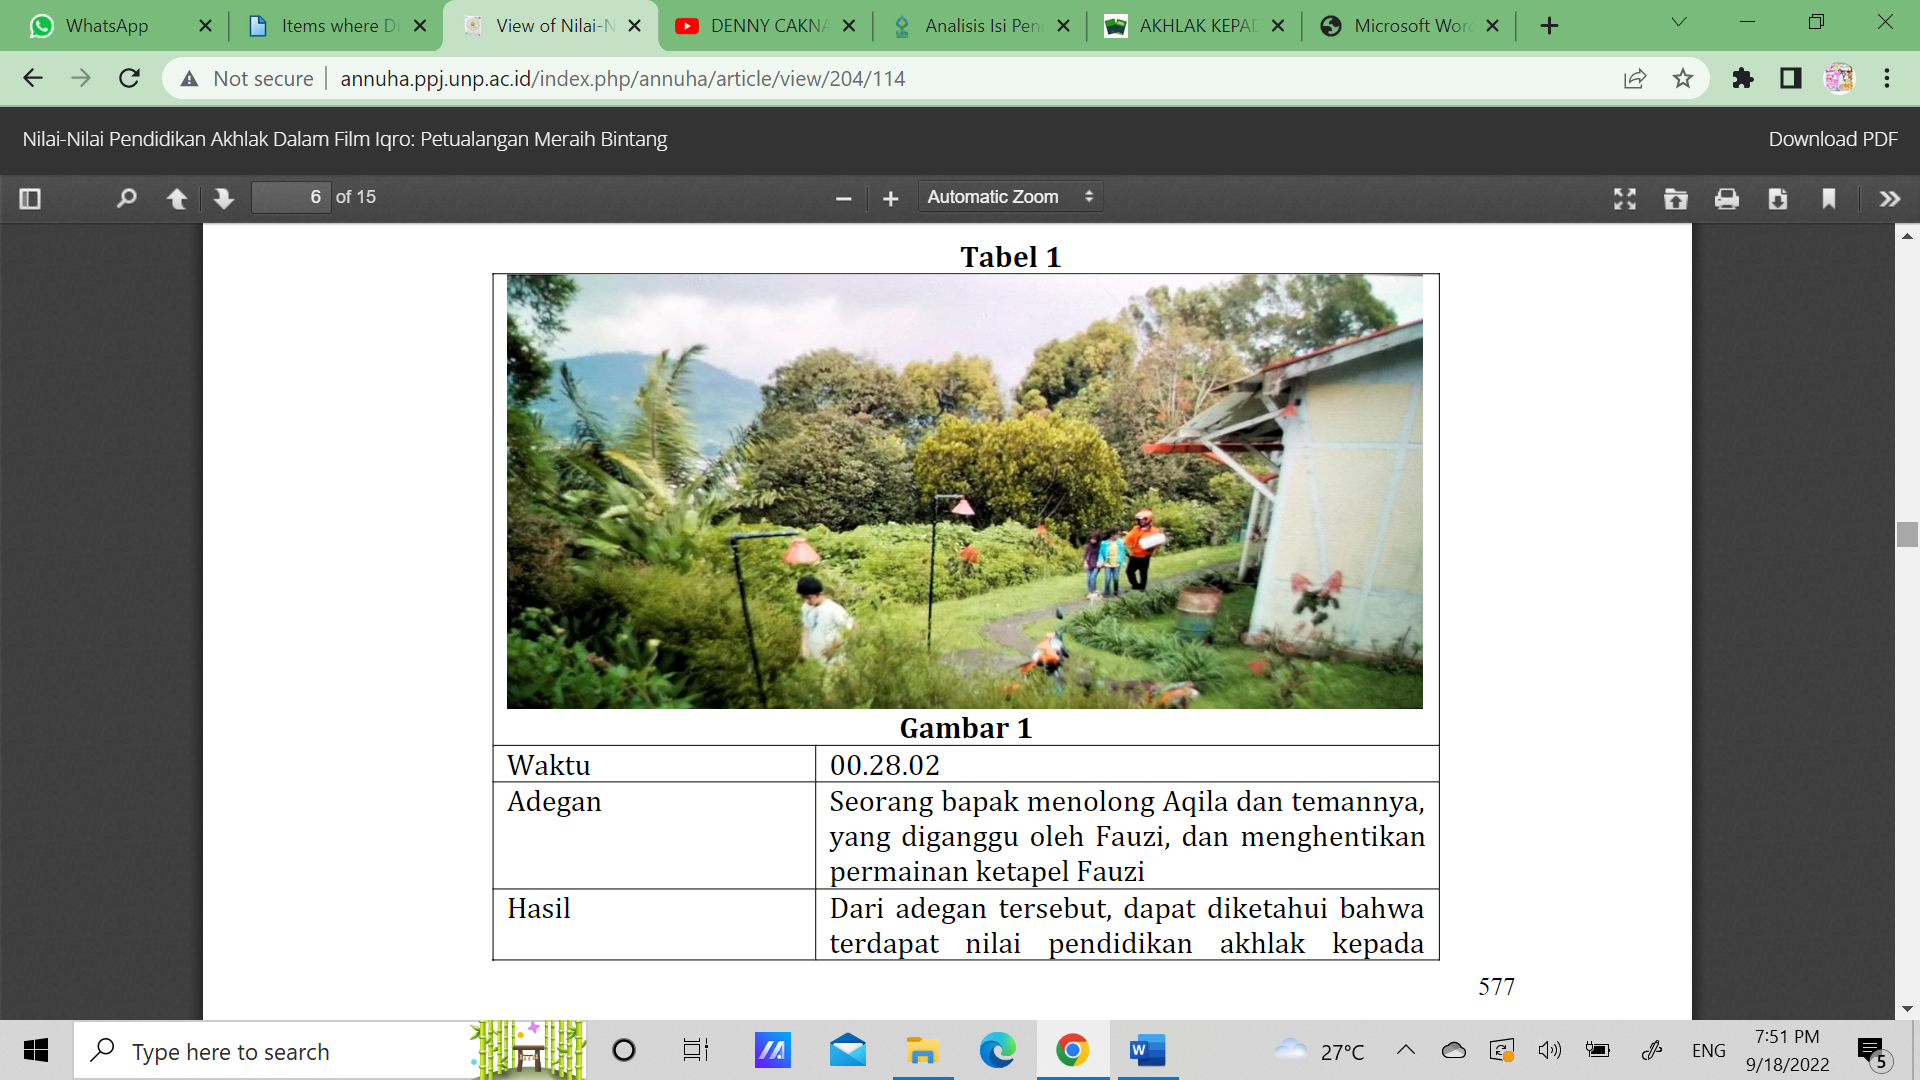 WhatsApp
Items where Di
View of Nilai-N
DENNY CAKNA
Analisis Isi Pen
AKHLAK KEPAD
Microsoft Wor
Not secure
annuha.ppj.unp.ac.id/index.php/annuha/article/view/204/114
Nilai-Nilai Pendidikan Akhlak Dalam Film Iqro: Petualangan Meraih Bintang
Download PDF
6 of 15
Automatic Zoom
Tabel 1
Gambar 1
Waktu
00.28.02
Adegan
Seorang bapak menolong Aqila dan temannya,
yang diganggu oleh Fauzi, dan menghentikan
permainan ketapel Fauzi
Hasil
Dari adegan tersebut, dapat diketahui bahwa
terdapat nilai pendidikan akhlak kepada
577
Type here to search
W
27°C
ENG
7:51 PM
9/18/2022
5